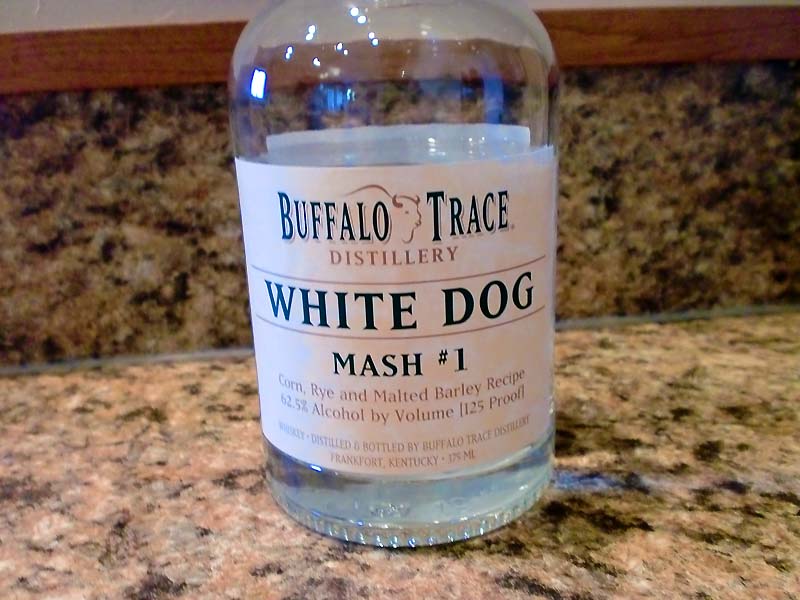 BUFFALO TRACE
DISTILLERY
WHITE DOG
MASH #1
Corn, Rye and Malted Barley Recipe
62.5% Alcohol by Volume [125 Proof]
WHISKEY • DISTILLED & BOTTLED BY BUFFALO TRACE DISTILLERY
FRANKFORT, KENTUCKY • 375 ML